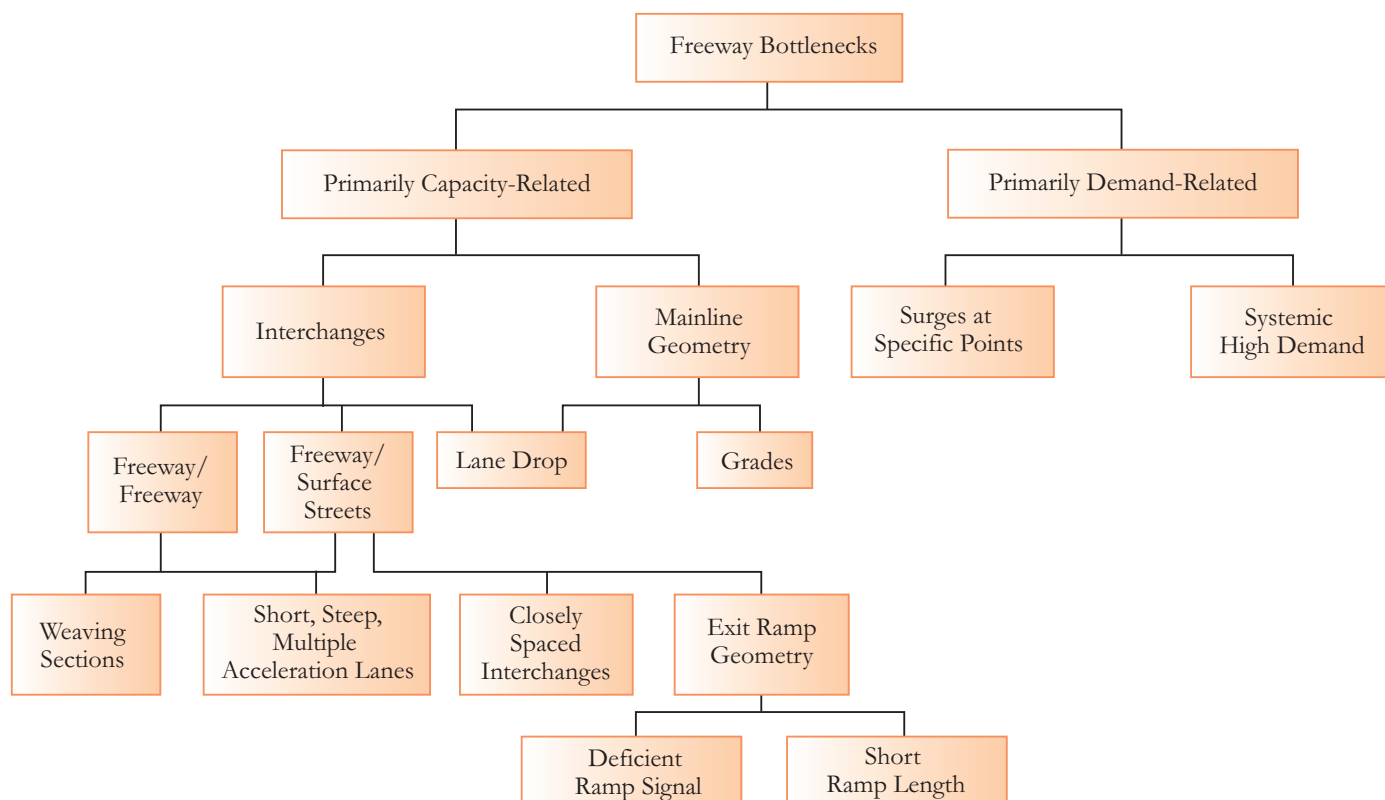 Freeway Bottlenecks
Primarily Capacity-Related
Primarily Demand-Related
Interchanges
Mainline
Geometry
Surges at
Specific Points
Systemic
High Demand
Freeway/
Freeway
Freeway/
Surface
Streets
Lane Drop
Grades
Weaving
Sections
Short, Steep,
Multiple
Acceleration Lanes
Closely
Spaced
Interchanges
Exit Ramp
Geometry
Deficient
Ramp Signal
Short
Ramp Length